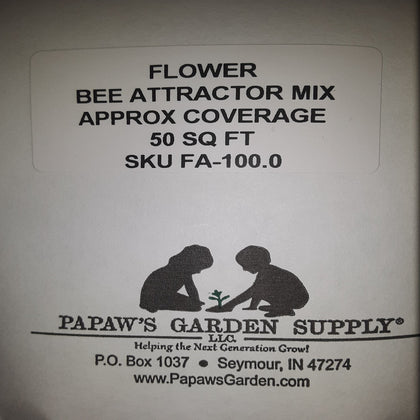 FLOWER
BEE ATTRACTOR MIX
APPROX COVERAGE
50 SQ FT
SKU FA-100.0
PAPAW'S GARDEN SUPPLY®
LLC.
Helping the Next Generation Grow!
P.O. Box 1037 ● Seymour, IN 47274
www.PapawsGarden.com